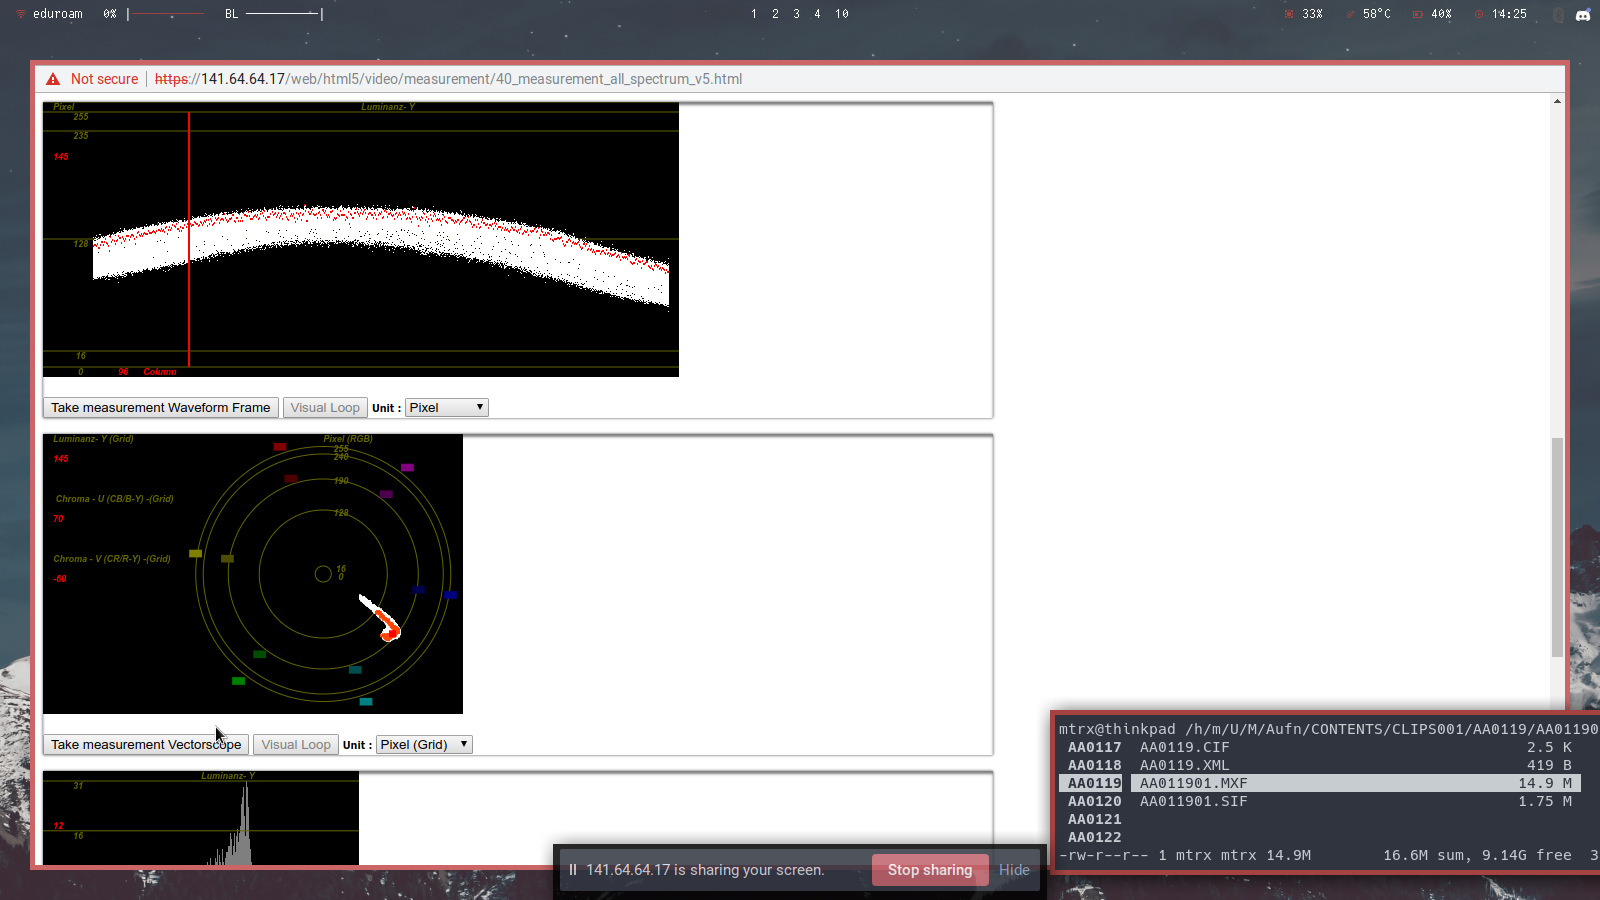 eduroam 0% BL 1 2 3 4 10 33% 58°C 40% 14:25
Not secure https://141.64.64.17/web/html5/video/measurement/40_measurement_all_spectrum_v5.html
Pixel Luminanz- Y
255
235
145
128
16
0 96 Column
Take measurement Waveform Frame Visual Loop Unit : Pixel
Luminanz- Y (Grid) Pixel (RGB)
255
240
145
190
Chroma - U (CB/B-Y) -(Grid)
128
70
Chroma - V (CR/R-Y) -(Grid)
16
0
-60
Take measurement Vectorscope Visual Loop Unit : Pixel (Grid)
Luminanz- Y
31
12
16
mtrx@thinkpad /h/m/U/M/Aufn/CONTENTS/CLIPS001/AA0119/AA01190
AA0117 AA0119.CIF 2.5 K
AA0118 AA0119.XML 419 B
AA0119 AA011901.MXF 14.9 M
AA0120 AA011901.SIF 1.75 M
AA0121
AA0122
-rw-r--r-- 1 mtrx mtrx 14.9M 16.6M sum, 9.14G free 3
141.64.64.17 is sharing your screen. Stop sharing Hide